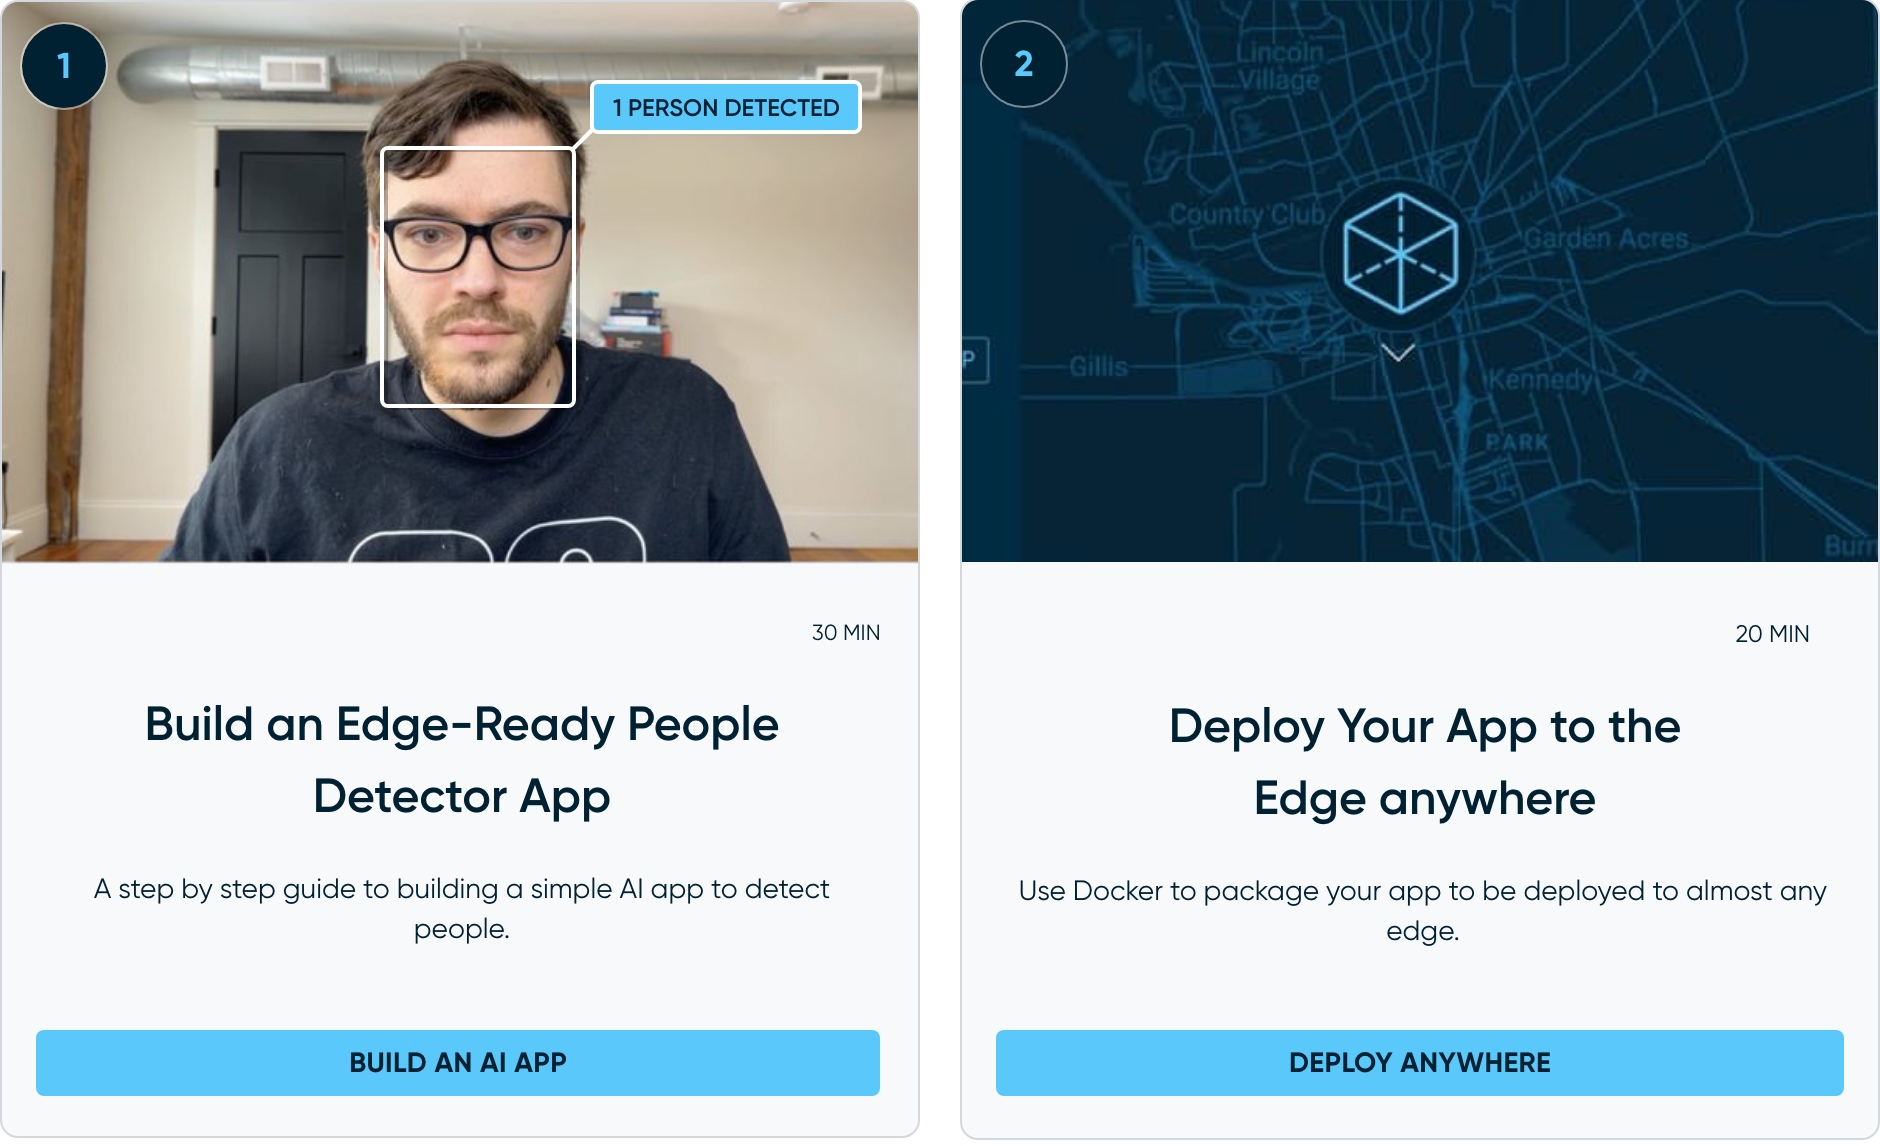 1
1 PERSON DETECTED
30 MIN
Build an Edge-Ready People
Detector App
A step by step guide to building a simple AI app to detect
people.
BUILD AN AI APP
2
Lincoln
Village
Country Club
Garden Acres
P
Gillis
Kennedy
PARK
Burn
20 MIN
Deploy Your App to the
Edge anywhere
Use Docker to package your app to be deployed to almost any
edge.
DEPLOY ANYWHERE